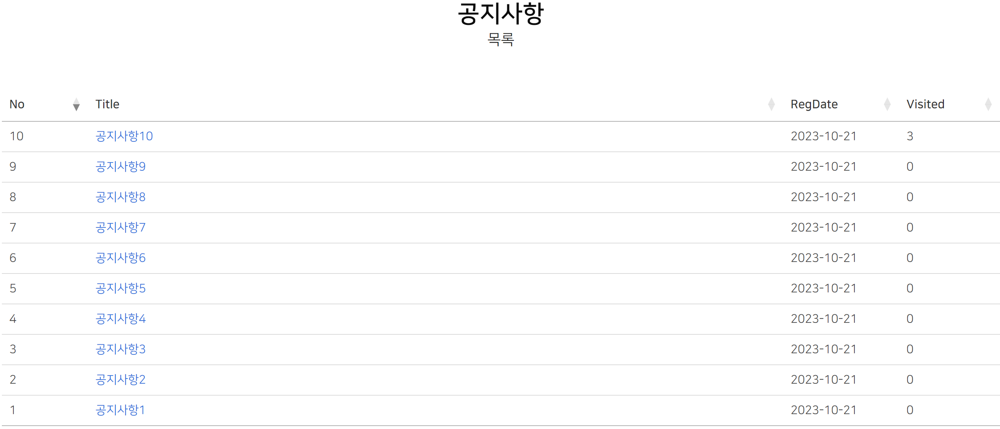 공지사항
목록
No Title RegDate Visited
10 공지사항10 2023-10-21 3
9 공지사항9 2023-10-21 0
8 공지사항8 2023-10-21 0
7 공지사항7 2023-10-21 0
6 공지사항6 2023-10-21 0
5 공지사항5 2023-10-21 0
4 공지사항4 2023-10-21 0
3 공지사항3 2023-10-21 0
2 공지사항2 2023-10-21 0
1 공지사항1 2023-10-21 0